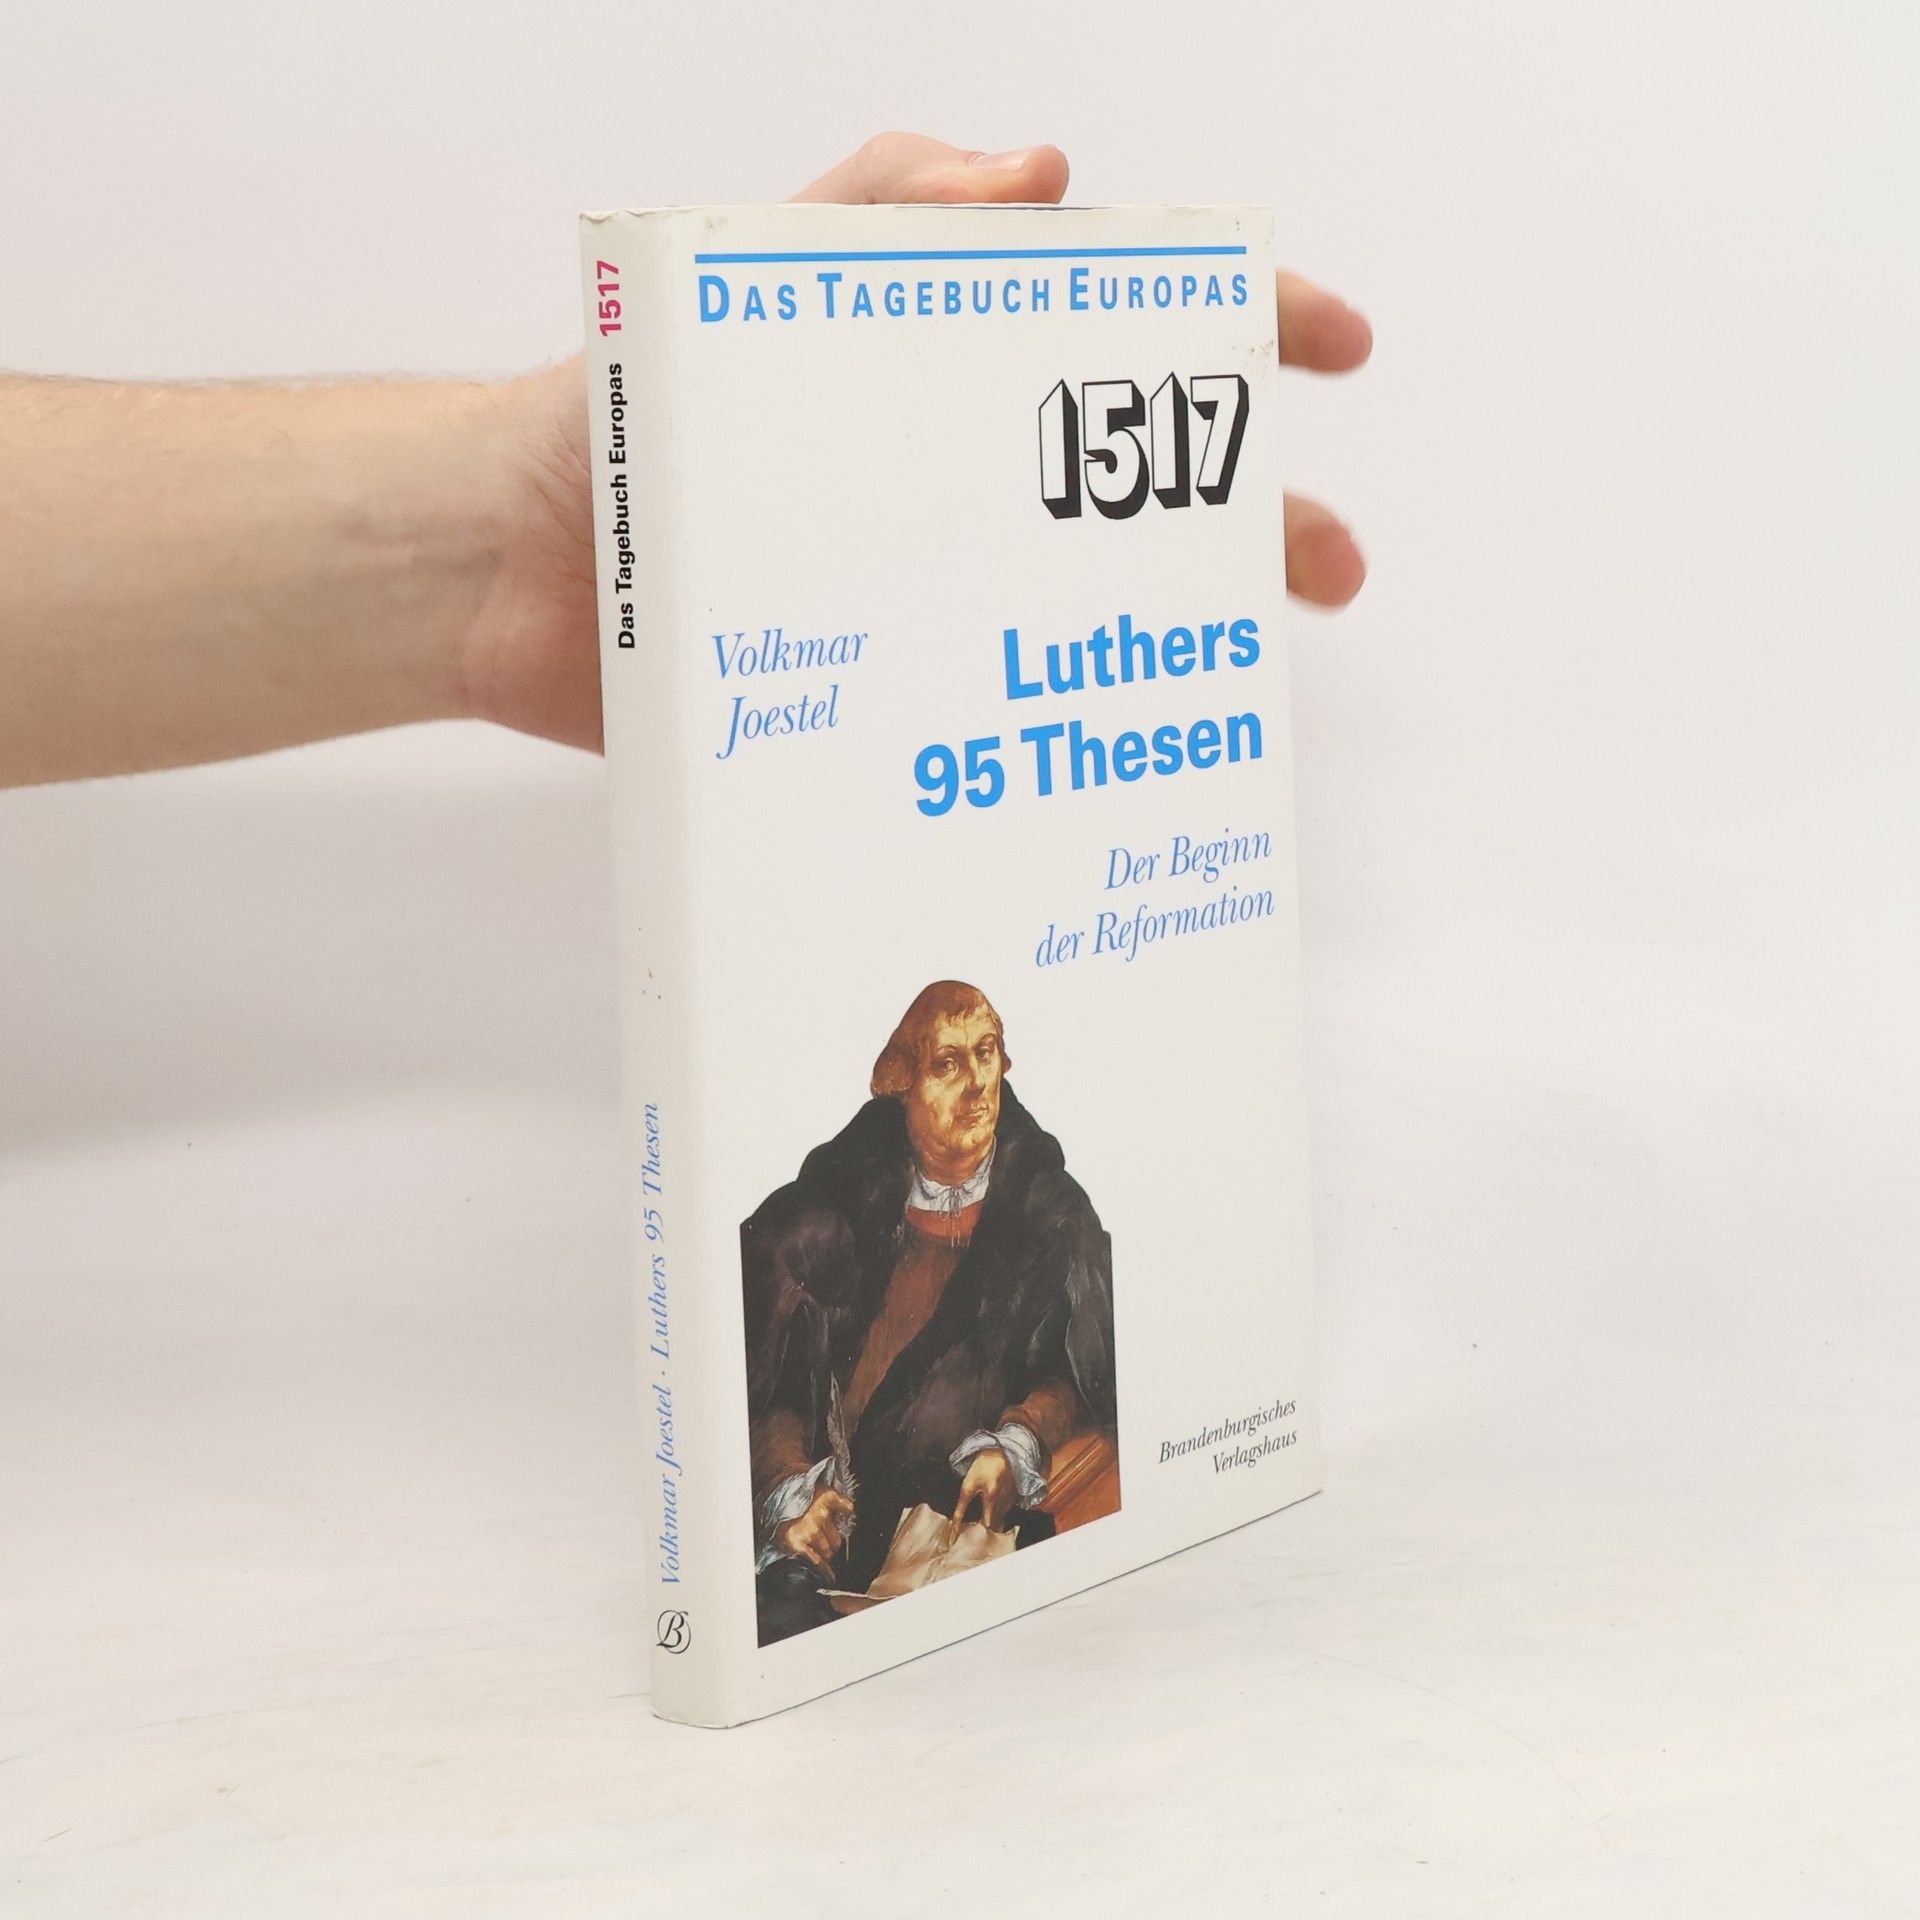 DAS TAGEBUCH EUROPAS
1517
Volkmar
Joestel
Luthers
95 Thesen
Der Beginn
der Reformation
Brandenburgisches
Verlagshaus
Das Tagebuch Europas 1517
Volkmar Joestel · Luthers 95 Thesen
B